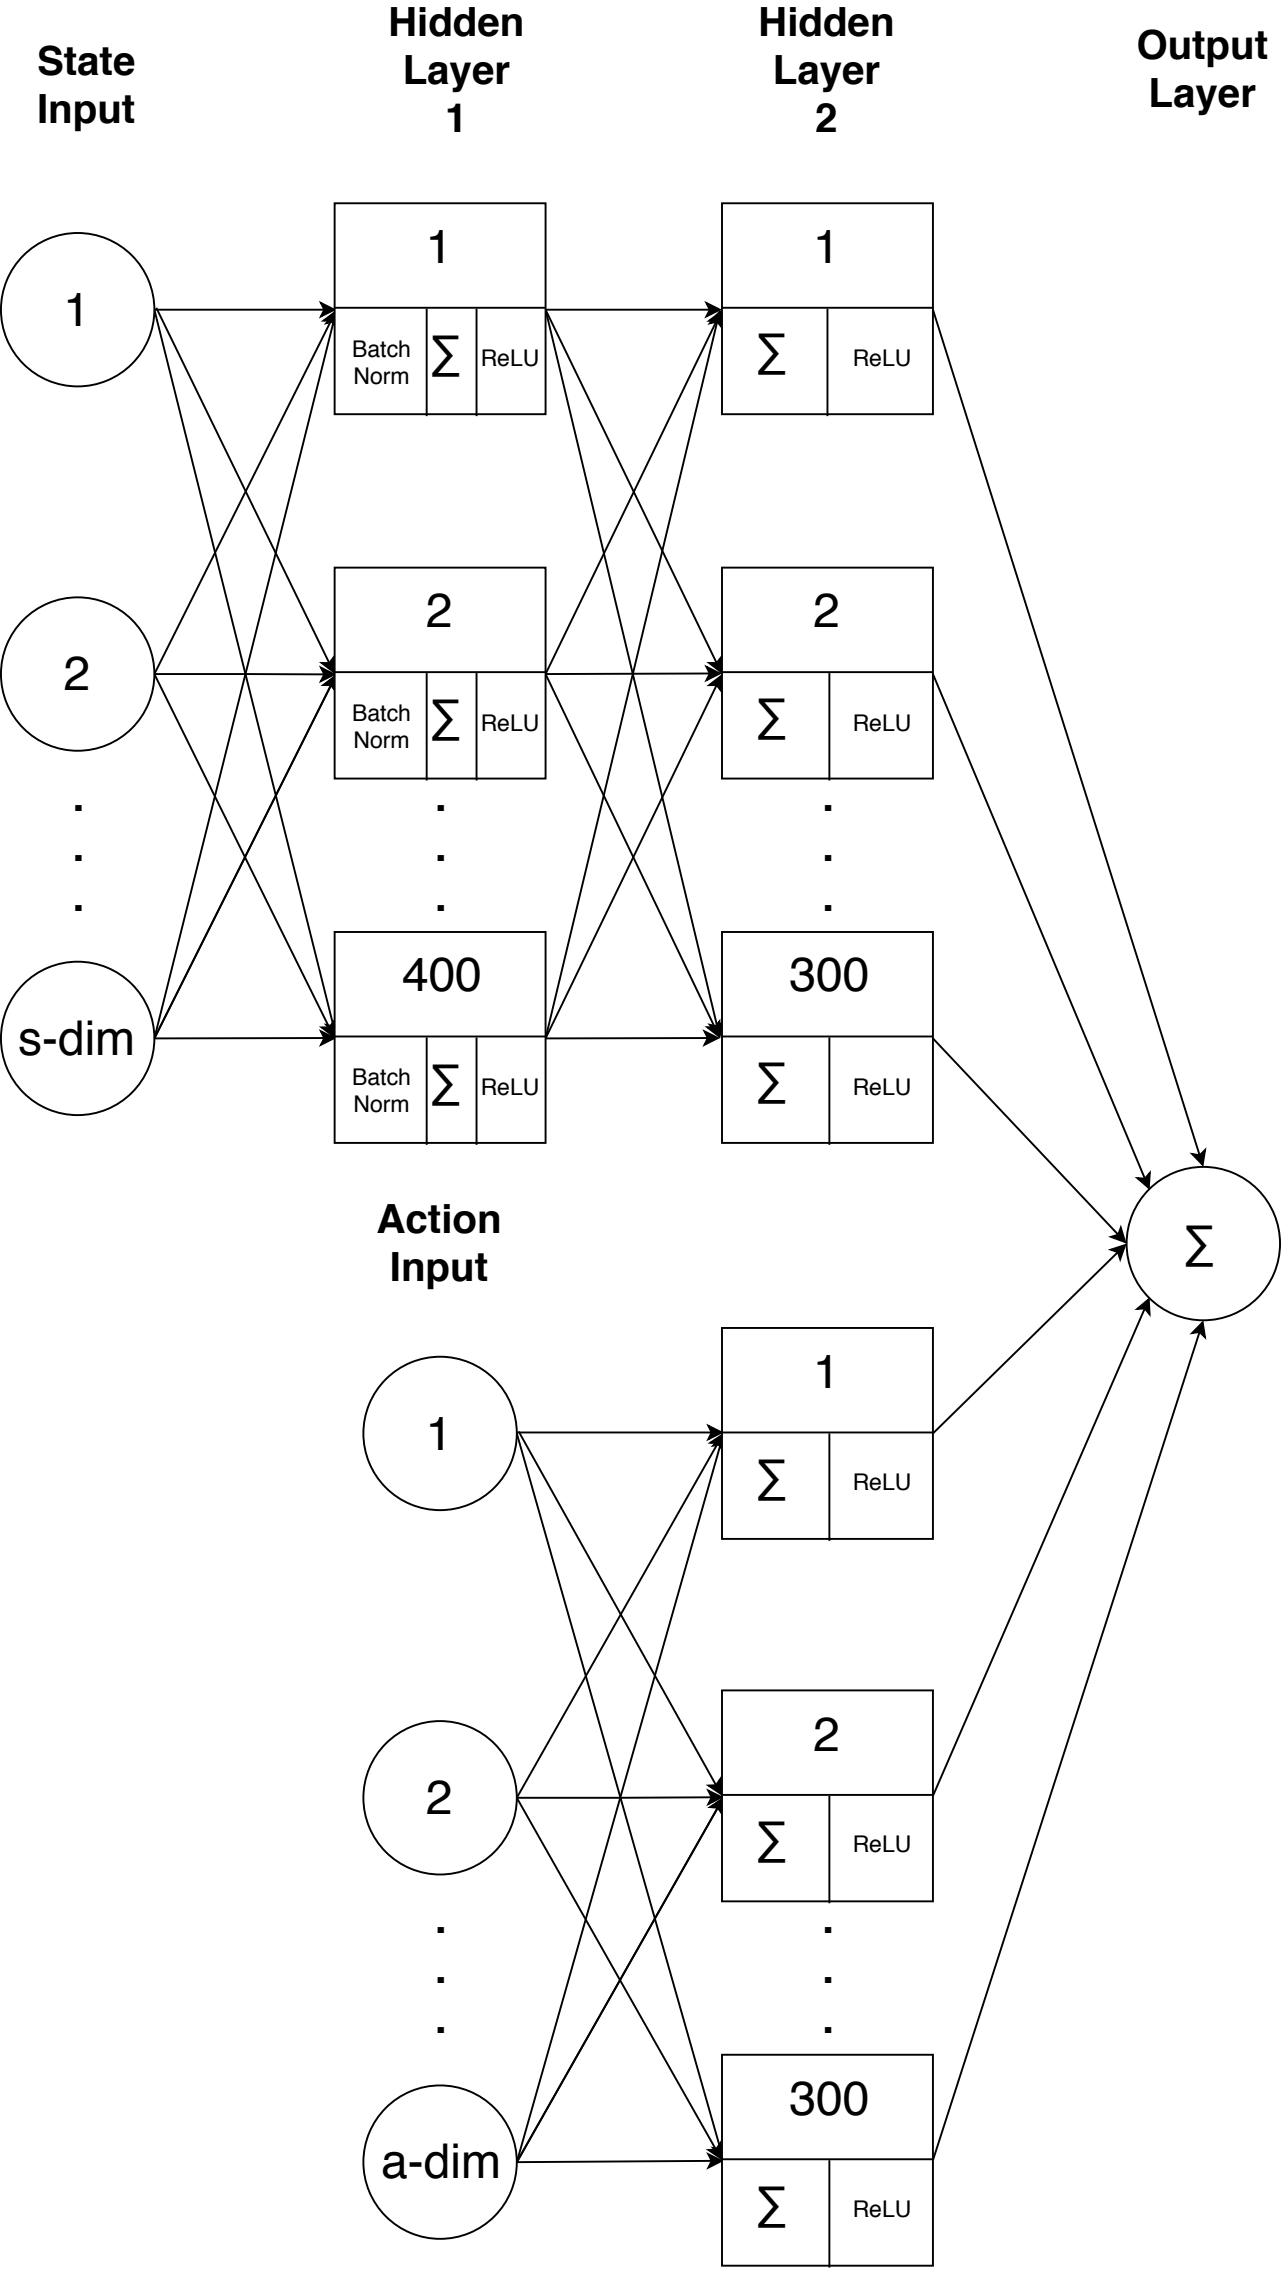 State
Input
Hidden
Layer
1
Hidden
Layer
2
Output
Layer
1
1
1
Batch
Norm
Σ
ReLU
Σ
ReLU
2
2
2
Batch
Norm
Σ
ReLU
Σ
ReLU
.
.
.
.
.
.
.
.
.
s-dim
400
300
Batch
Norm
Σ
ReLU
Σ
ReLU
Action
Input
Σ
1
1
Σ
ReLU
2
2
Σ
ReLU
.
.
.
.
.
.
a-dim
300
Σ
ReLU